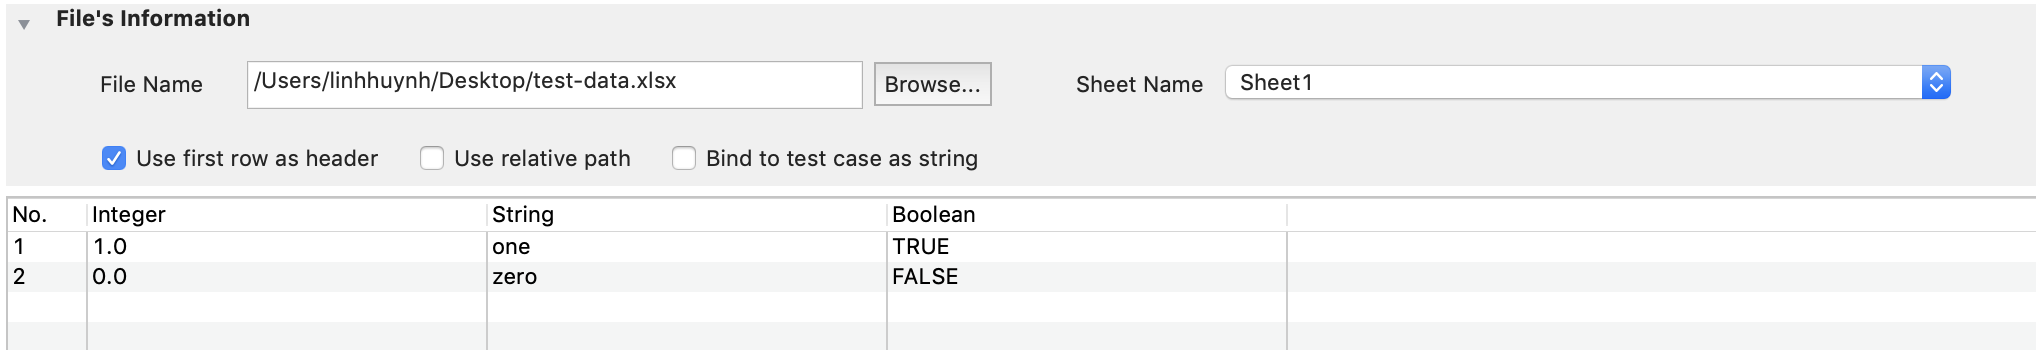 File's Information
File Name /Users/linhhuynh/Desktop/test-data.xlsx Browse... Sheet Name Sheet1
Use first row as header Use relative path Bind to test case as string
No. Integer String Boolean
1 1.0 one TRUE
2 0.0 zero FALSE